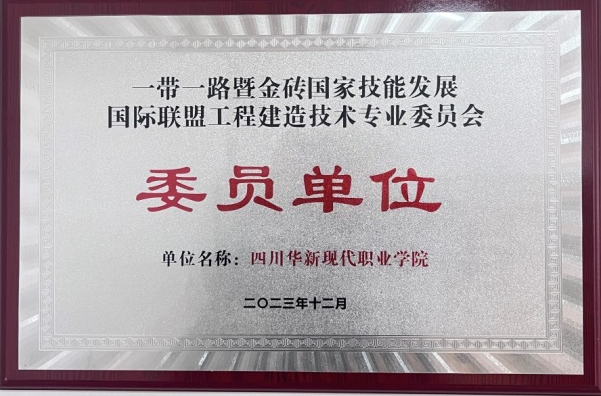 一带一路暨金砖国家技能发展
国际联盟工程建造技术专业委员会
委员单位
单位名称：四川华新现代职业学院
二〇二三年十二月